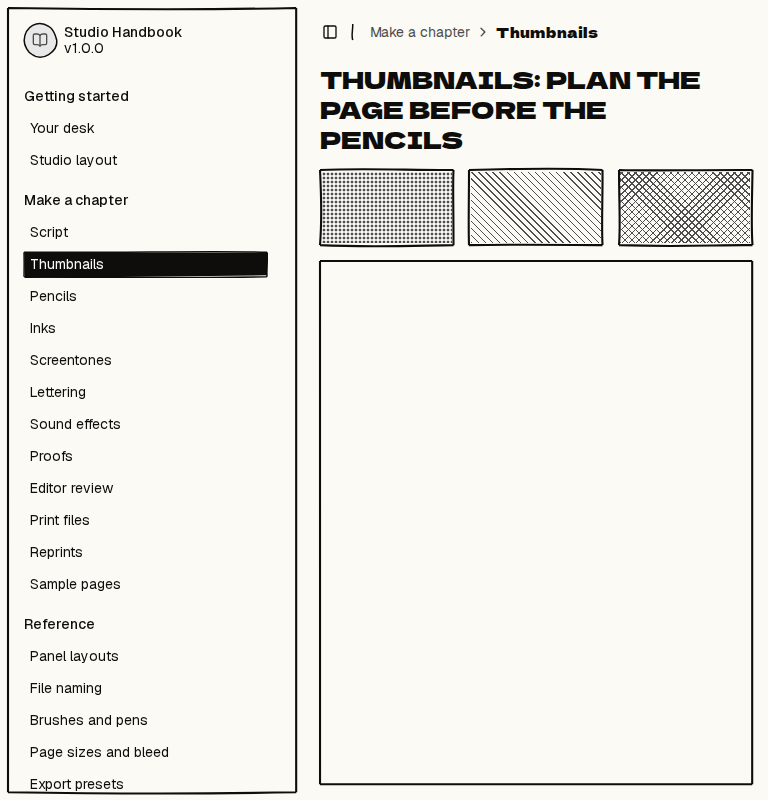 Studio Handbook
v1.0.0
Getting started
Your desk
Studio layout
Make a chapter
Script
Thumbnails
Pencils
Inks
Screentones
Lettering
Sound effects
Proofs
Editor review
Print files
Reprints
Sample pages
Reference
Panel layouts
File naming
Brushes and pens
Page sizes and bleed
Export presets
Make a chapter > Thumbnails
THUMBNAILS: PLAN THE
PAGE BEFORE THE
PENCILS